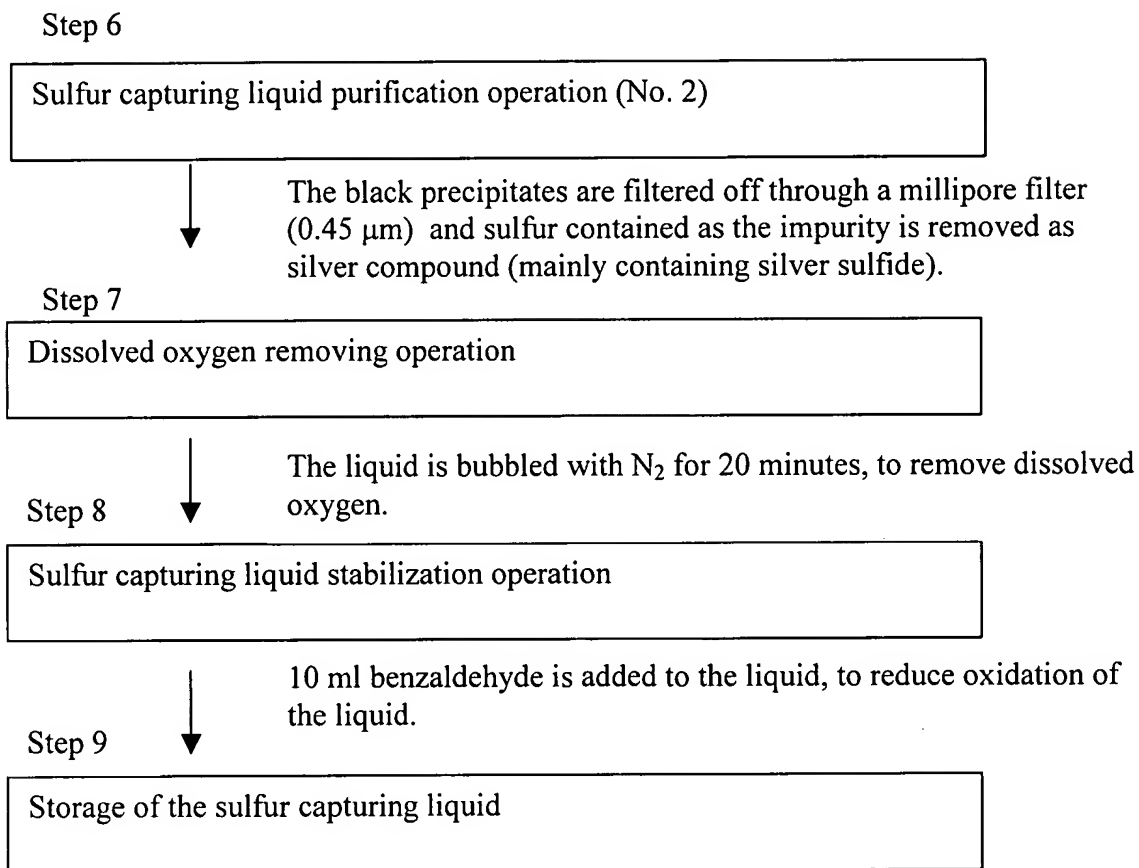 Step 6
Sulfur capturing liquid purification operation (No. 2)
The black precipitates are filtered off through a millipore filter
(0.45 μm) and sulfur contained as the impurity is removed as
silver compound (mainly containing silver sulfide).
Step 7
Dissolved oxygen removing operation
The liquid is bubbled with N₂ for 20 minutes, to remove dissolved
oxygen.
Step 8
Sulfur capturing liquid stabilization operation
10 ml benzaldehyde is added to the liquid, to reduce oxidation of
the liquid.
Step 9
Storage of the sulfur capturing liquid